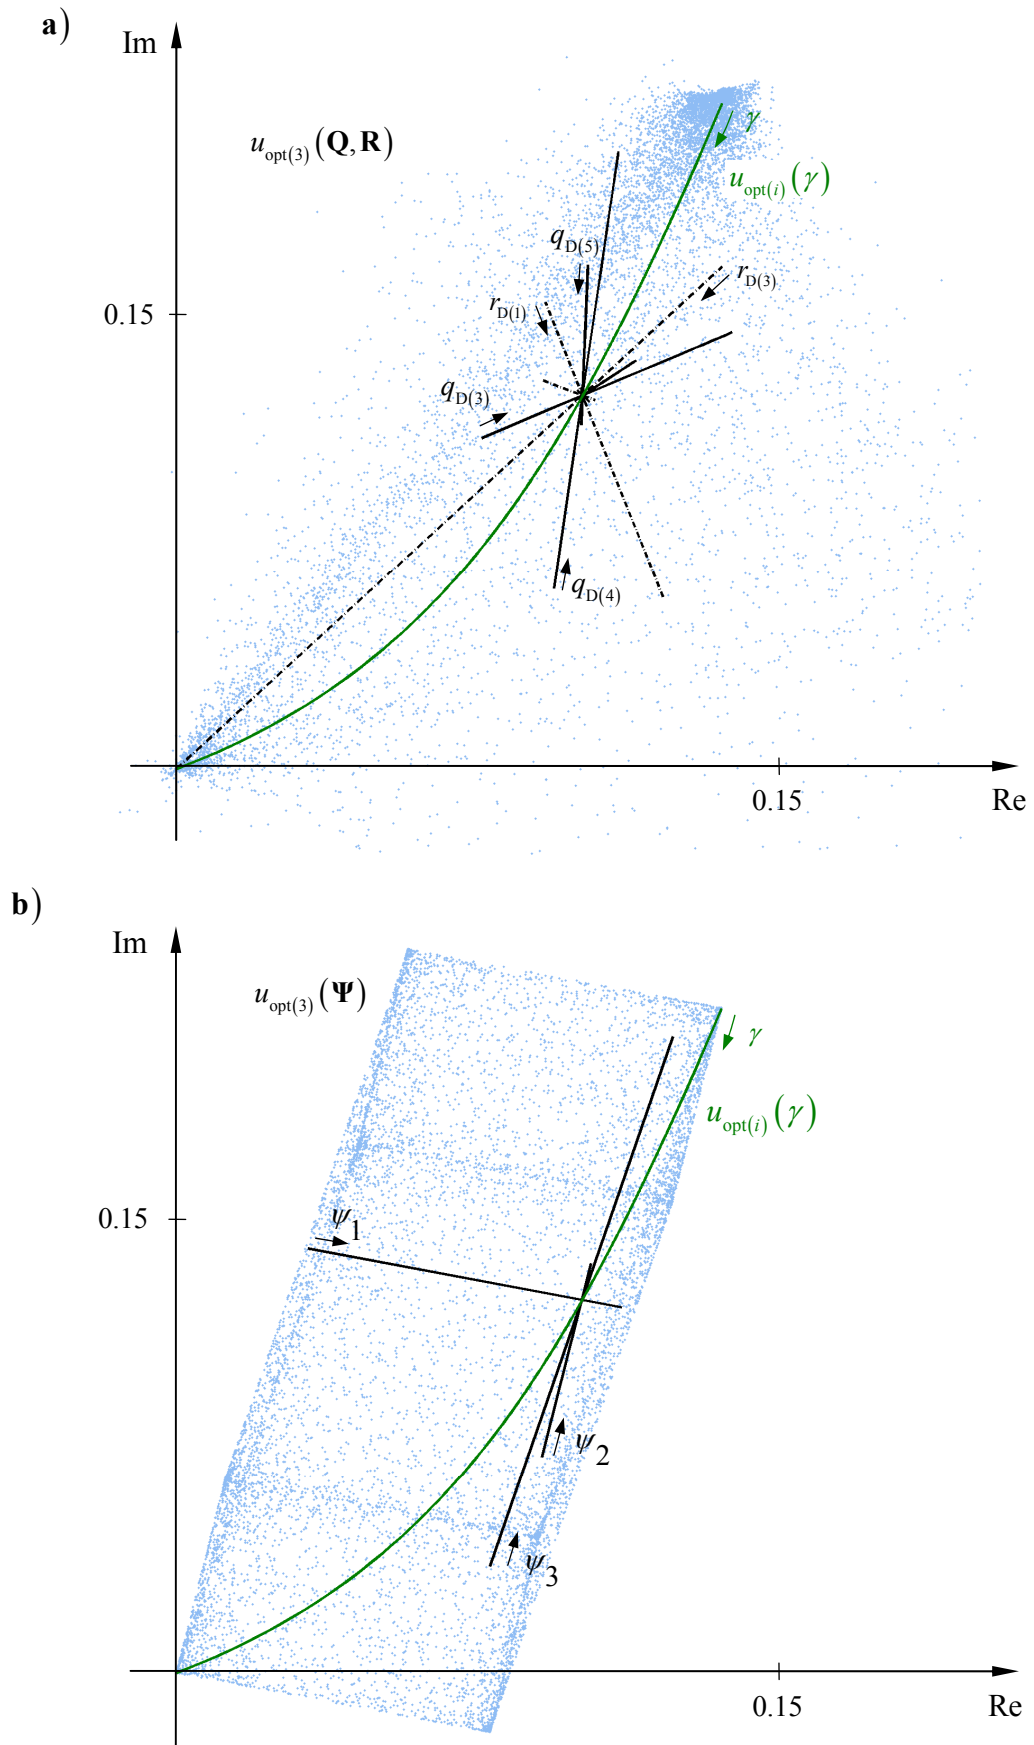 a)
Im
u_opt(3)(Q,R)
γ
u_opt(i)(γ)
q_D(5)
r_D(3)
r_D(1)
0.15
q_D(3)
q_D(4)
0.15
Re
b)
Im
u_opt(3)(Ψ)
γ
u_opt(i)(γ)
0.15
ψ_1
ψ_2
ψ_3
0.15
Re